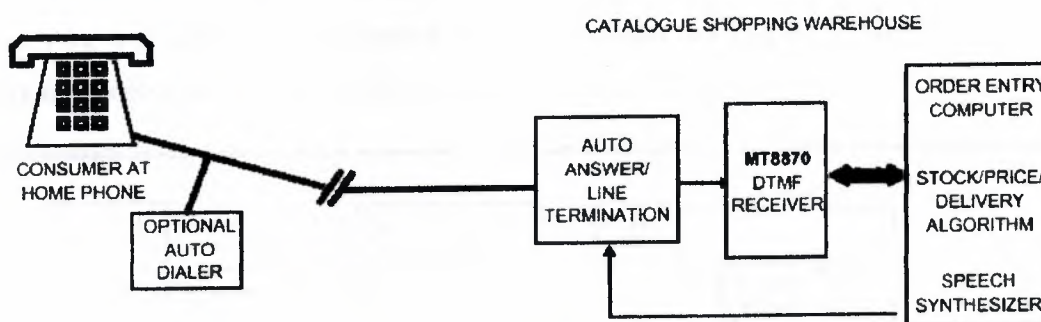 CATALOGUE SHOPPING WAREHOUSE
CONSUMER AT
HOME PHONE
OPTIONAL
AUTO
DIALER
AUTO
ANSWER/
LINE
TERMINATION
MT8870
DTMF
RECEIVER
ORDER ENTRY
COMPUTER
STOCK/PRICE/
DELIVERY
ALGORITHM
SPEECH
SYNTHESIZER